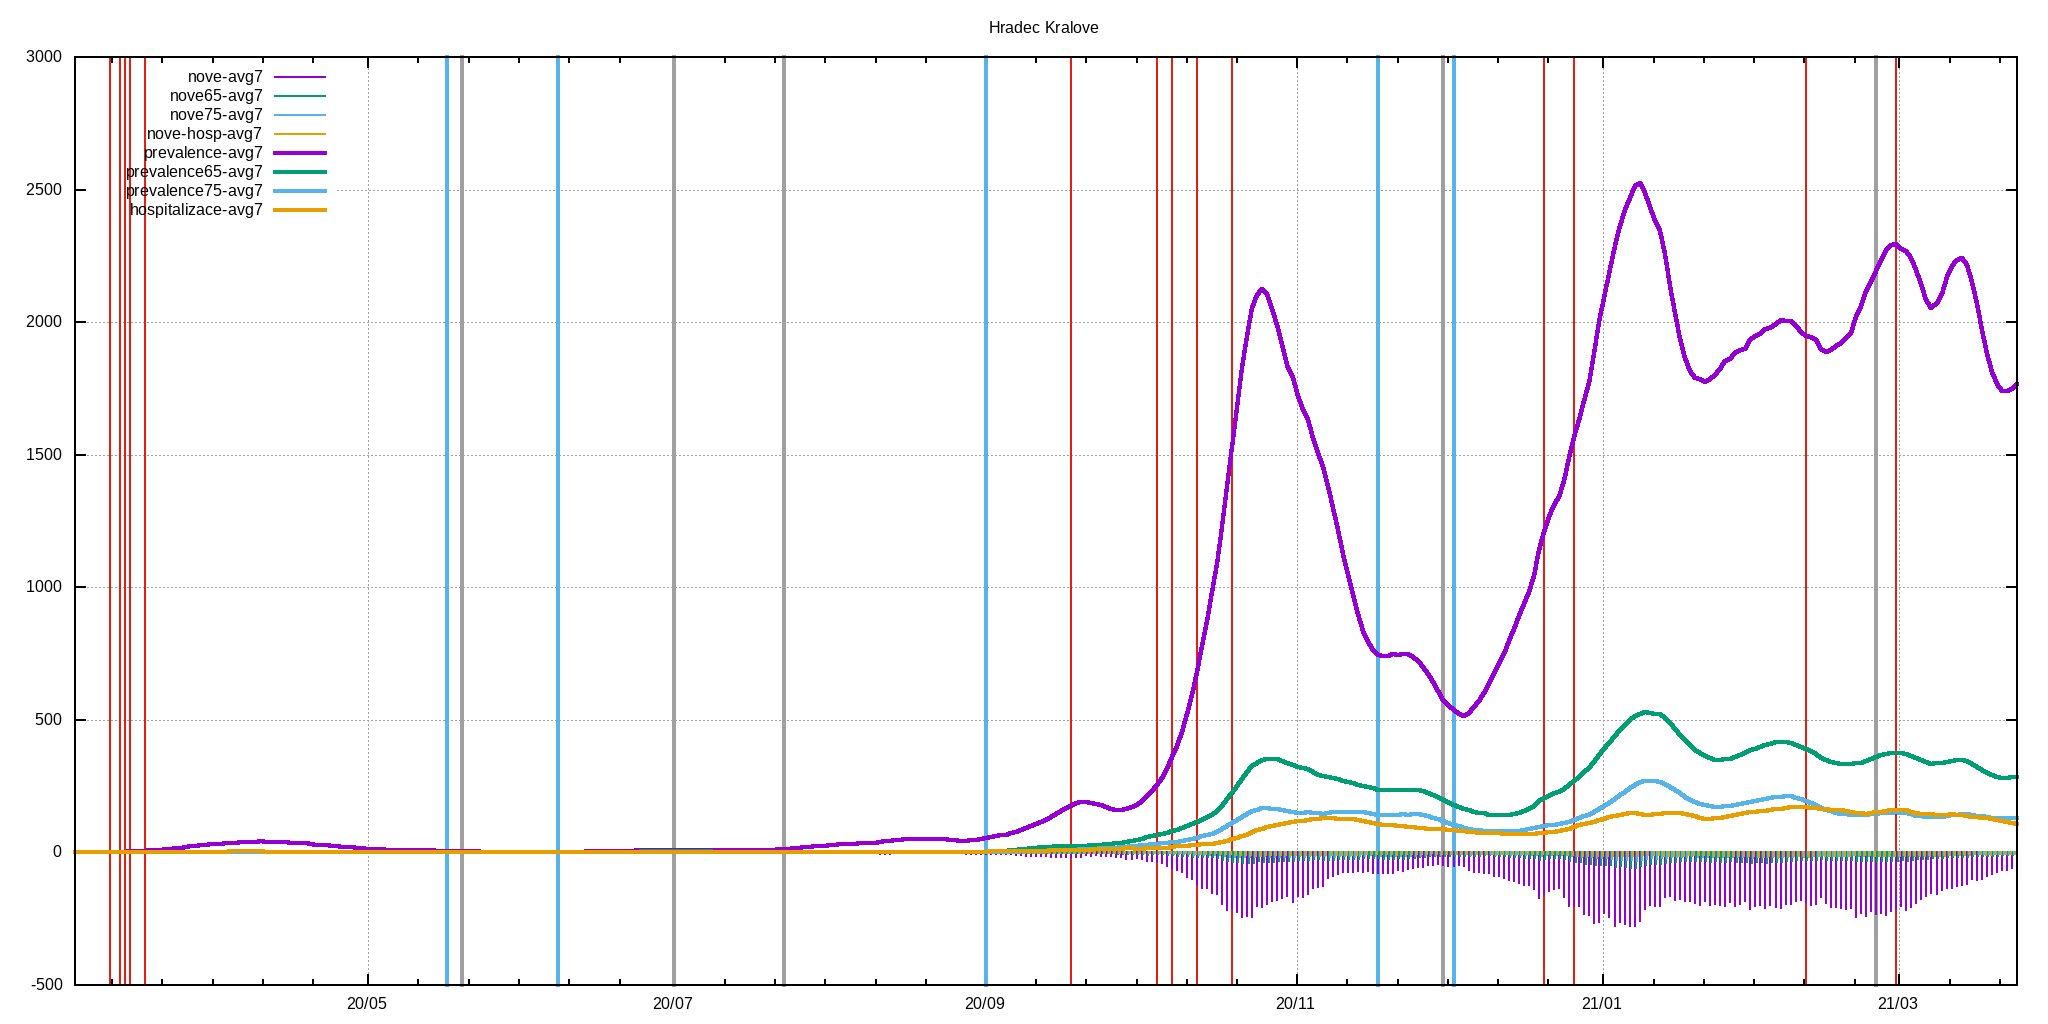 Hradec Kralove
3000
2500
2000
1500
1000
500
0
-500
nove-avg7
nove65-avg7
nove75-avg7
nove-hosp-avg7
prevalence-avg7
prevalence65-avg7
prevalence75-avg7
hospitalizace-avg7
20/05 20/07 20/09 20/11 21/01 21/03